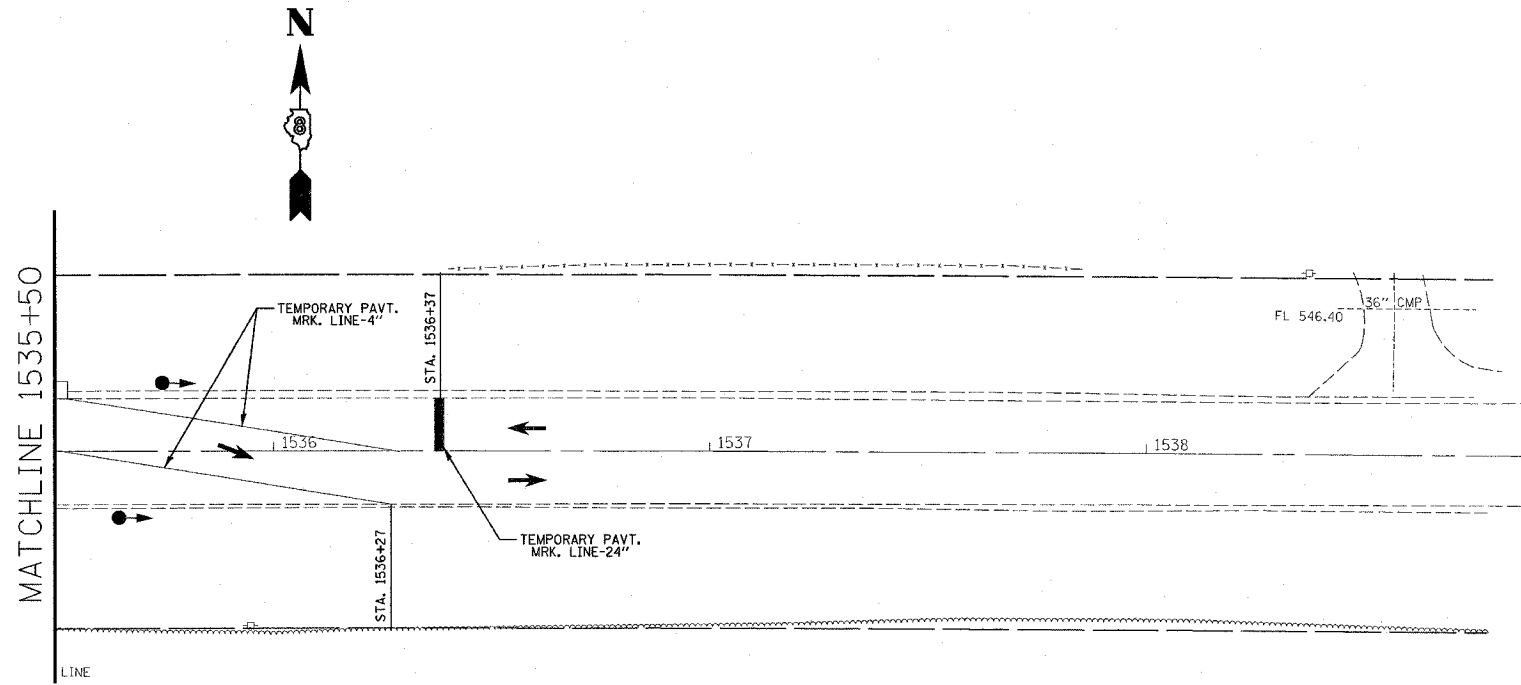 N
MATCHLINE 1535+50
TEMPORARY PAVT.
MRK. LINE-4"
STA. 1536+37
36" CMP
FL 546.40
1536
1537
1538
TEMPORARY PAVT.
MRK. LINE-24"
STA. 1536+27
LINE